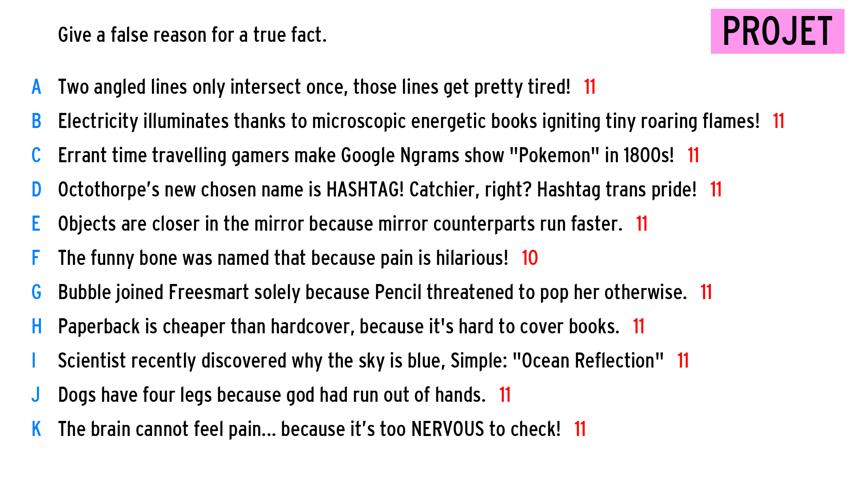 Give a false reason for a true fact.
PROJET
A Two angled lines only intersect once, those lines get pretty tired! 11
B Electricity illuminates thanks to microscopic energetic books igniting tiny roaring flames! 11
C Errant time travelling gamers make Google Ngrams show "Pokemon" in 1800s! 11
D Octothorpe's new chosen name is HASHTAG! Catchier, right? Hashtag trans pride! 11
E Objects are closer in the mirror because mirror counterparts run faster. 11
F The funny bone was named that because pain is hilarious! 10
G Bubble joined Freesmart solely because Pencil threatened to pop her otherwise. 11
H Paperback is cheaper than hardcover, because it's hard to cover books. 11
I Scientist recently discovered why the sky is blue, Simple: "Ocean Reflection" 11
J Dogs have four legs because god had run out of hands. 11
K The brain cannot feel pain... because it's too NERVOUS to check! 11